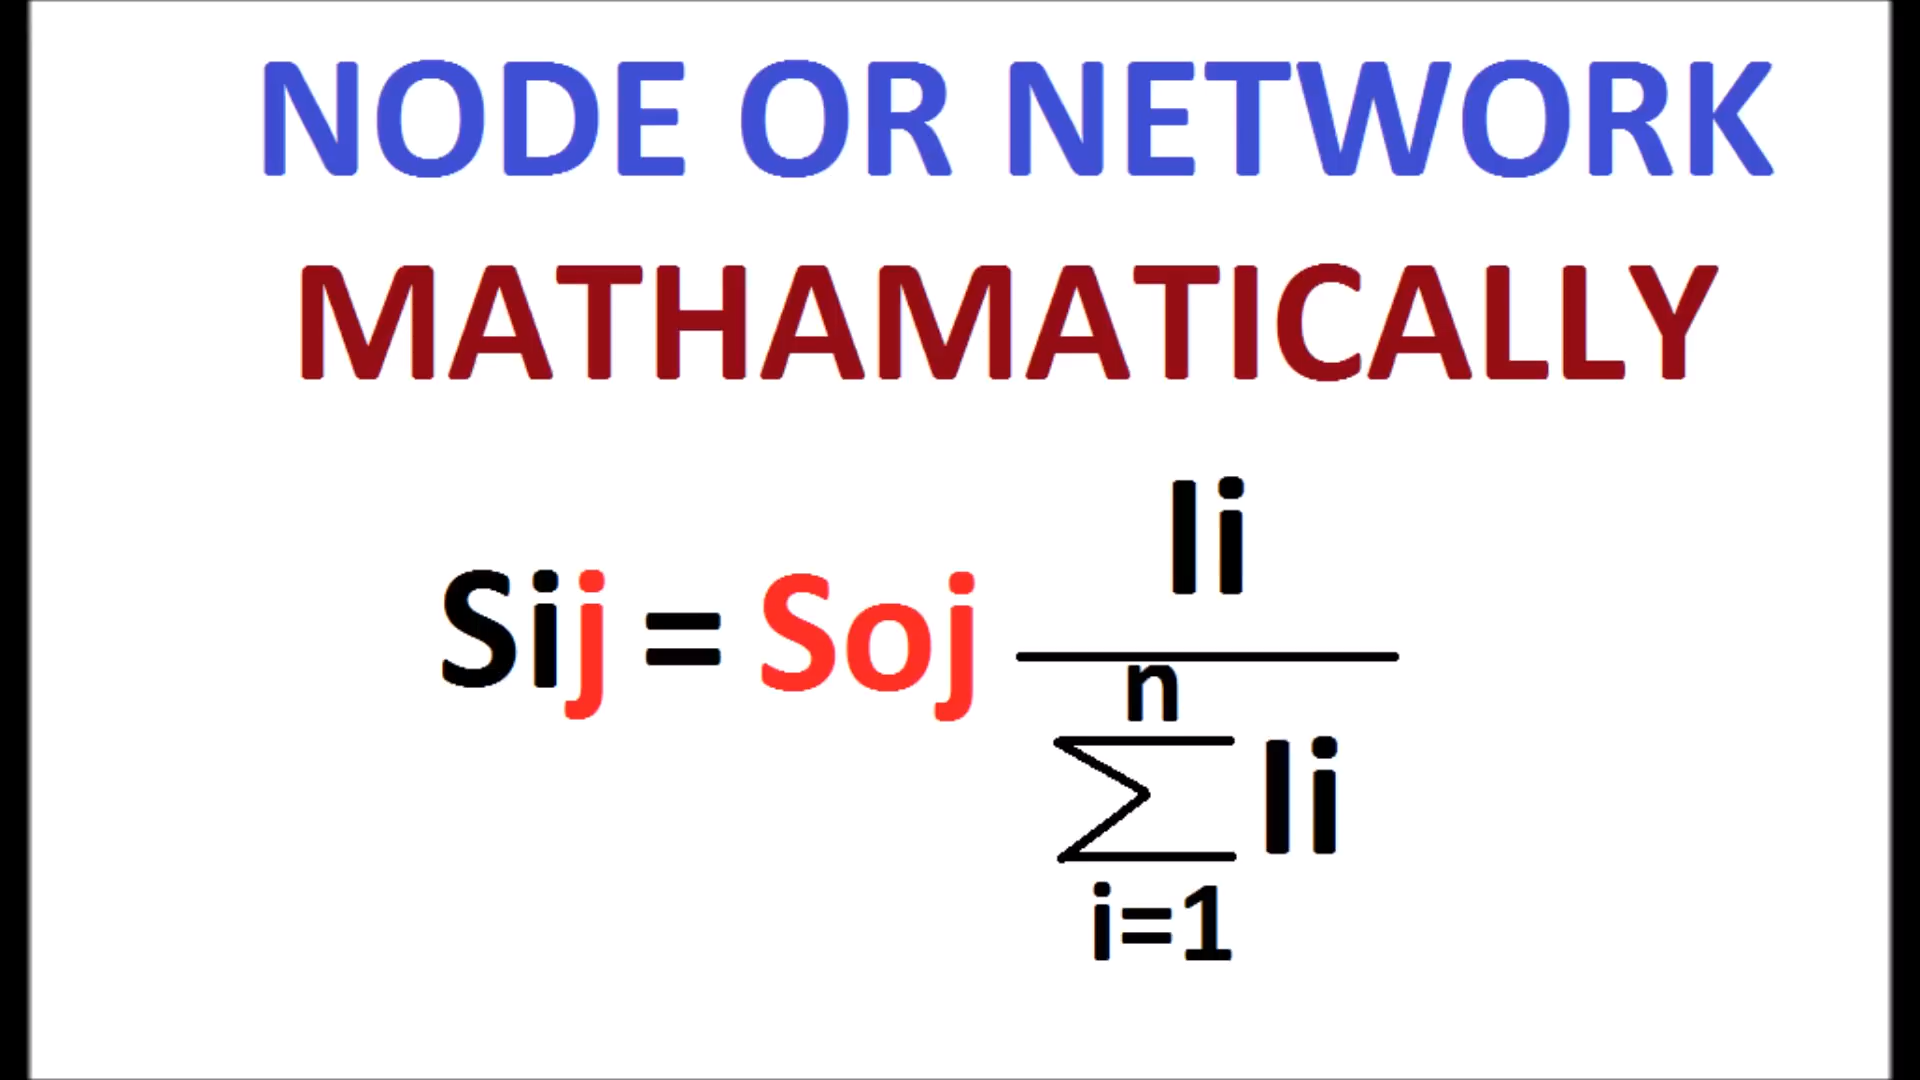 NODE OR NETWORK
MATHAMATICALLY
Ii
Sij = Soj
n
∑ Ii
i=1